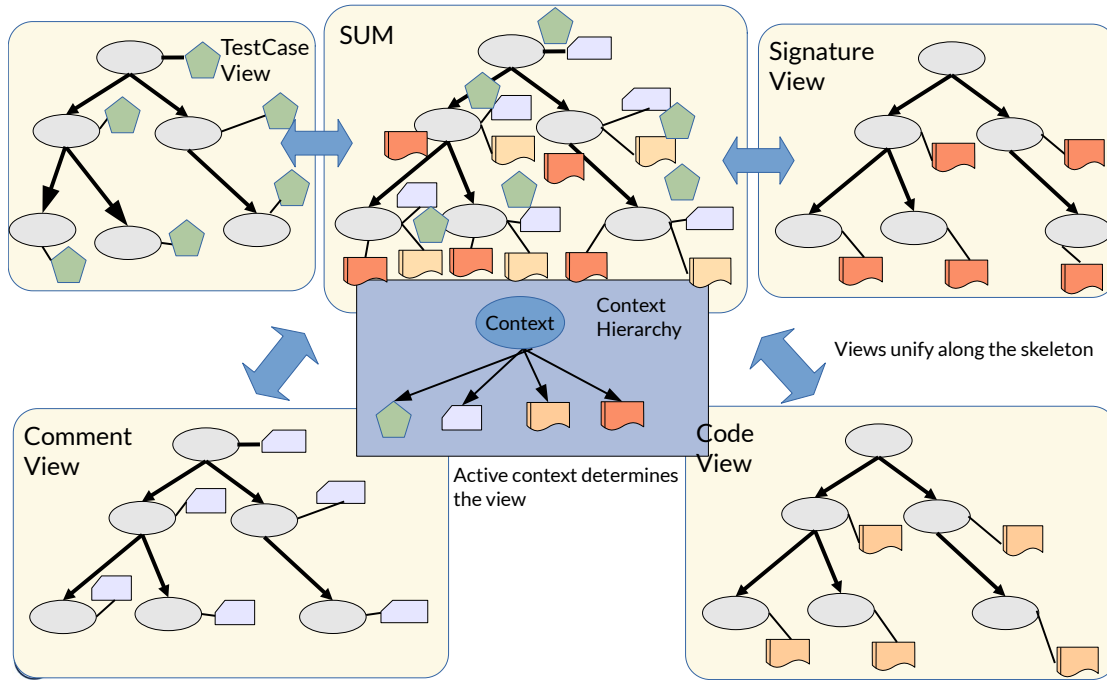 TestCase
View
SUM
Signature
View
Context
Context
Hierarchy
Views unify along the skeleton
Comment
View
Active context determines
the view
Code
View